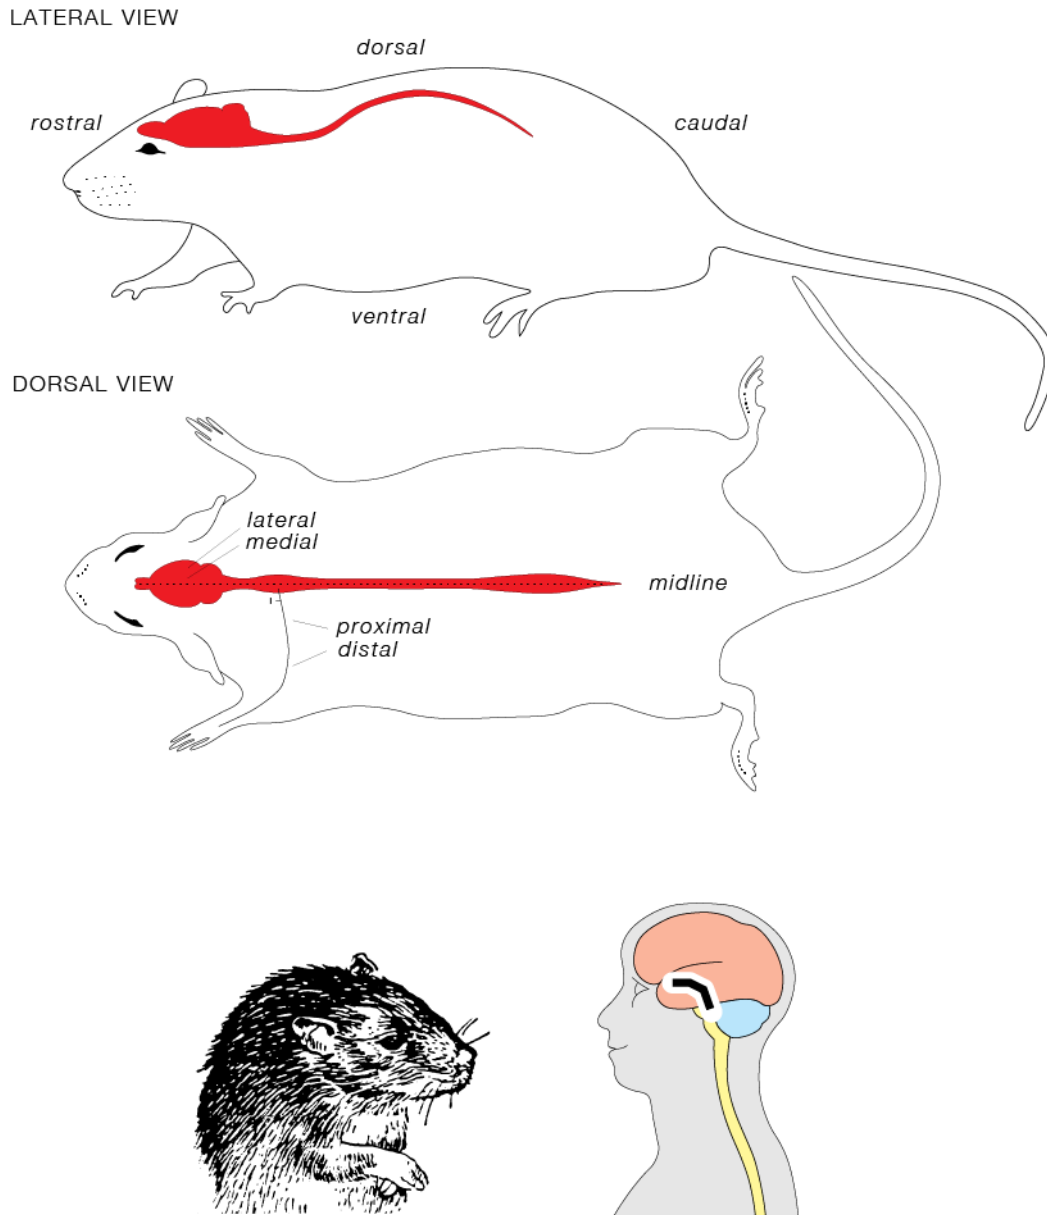 LATERAL VIEW
dorsal
rostral
caudal
ventral
DORSAL VIEW
lateral
medial
midline
proximal
distal